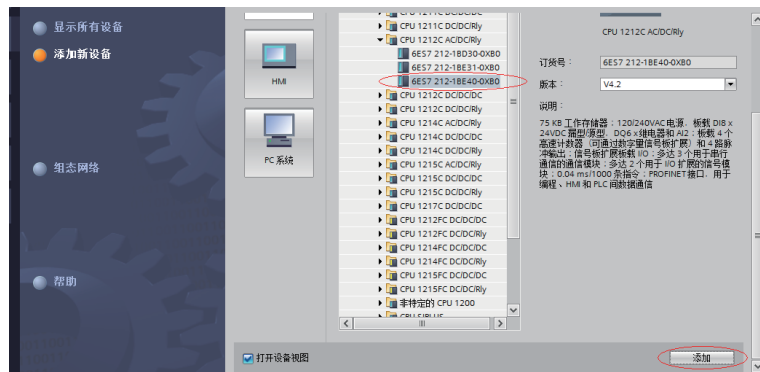 显示所有设备
添加新设备
组态网络
帮助
HMI
PC 系统
CPU 1211C DC/DC/Rly
CPU 1212C AC/DC/Rly
6ES7 212-1BD30-0XB0
6ES7 212-1BE31-0XB0
6ES7 212-1BE40-0XB0
CPU 1212C DC/DC/DC
CPU 1212C DC/DC/Rly
CPU 1214C AC/DC/Rly
CPU 1214C DC/DC/DC
CPU 1214C DC/DC/Rly
CPU 1215C AC/DC/Rly
CPU 1215C DC/DC/DC
CPU 1215C DC/DC/Rly
CPU 1217C DC/DC/DC
CPU 1212FC DC/DC/DC
CPU 1212FC DC/DC/Rly
CPU 1214FC DC/DC/DC
CPU 1214FC DC/DC/Rly
CPU 1215FC DC/DC/DC
CPU 1215FC DC/DC/Rly
非特定的 CPU 1200
CPU SIPLUS
CPU 1212C AC/DC/Rly
订货号：
6ES7 212-1BE40-0XB0
版本：
V4.2
说明：
75 KB 工作存储器；120/240VAC 电源，板载 DI8 x
24VDC 漏型/源型，DQ6 x继电器和 AI2；板载 4 个
高速计数器（可通过数字量信号板扩展）和 4 路脉
冲输出；信号板扩展板载 I/O；多达 3 个用于串行
通信的通信模块；多达 2 个用于 I/O 扩展的信号模
块；0.04 ms/1000 条指令；PROFINET 接口，用于
编程、HMI 和 PLC 间数据通信
打开设备视图
添加